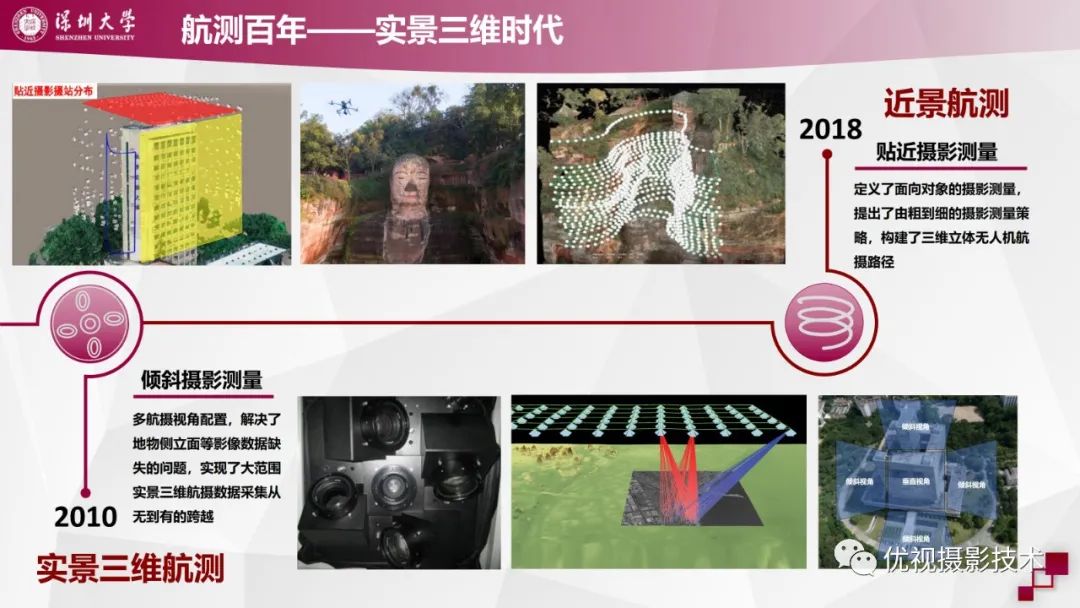 深圳大学
SHENZHEN UNIVERSITY
航测百年——实景三维时代
贴近摄影摄站分布
2018
近景航测
贴近摄影测量
定义了面向对象的摄影测量，
提出了由粗到细的摄影测量策
略，构建了三维立体无人机航
摄路径
倾斜摄影测量
多航摄视角配置，解决了
地物侧立面等影像数据缺
失的问题，实现了大范围
实景三维航摄数据采集从
无到有的跨越
2010
实景三维航测
倾斜视角
倾斜视角
垂直视角
倾斜视角
倾斜视角
优视摄影技术